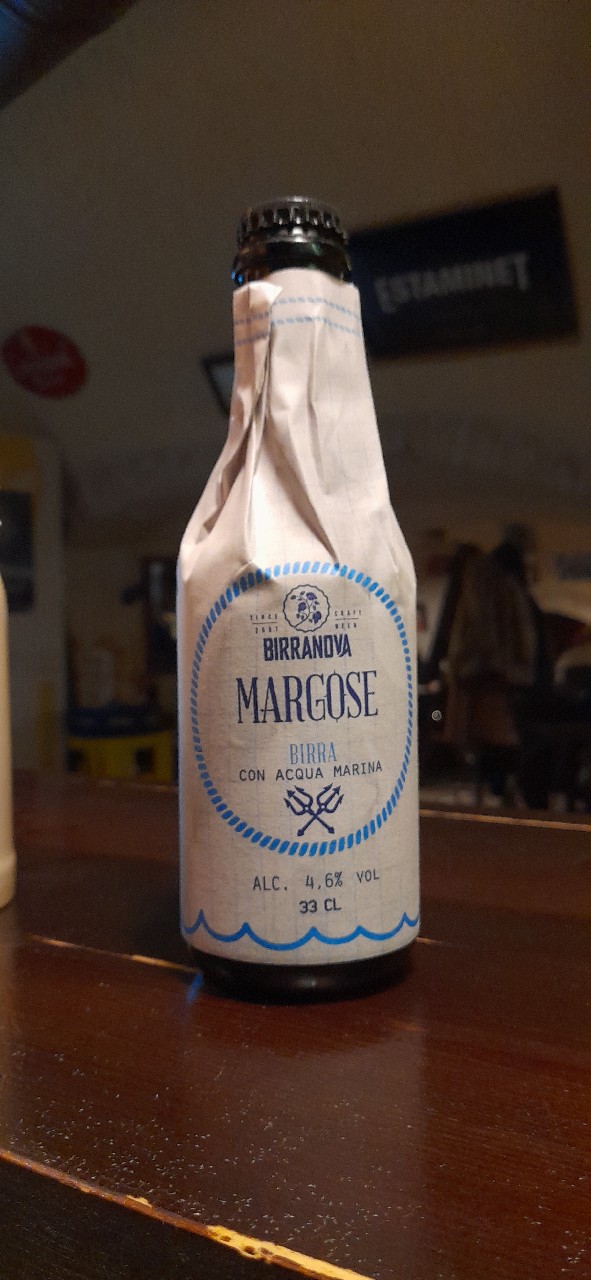 ESTAMINET
SINCE CRAFT
2007 BEER
BIRRANOVA
MARGOSE
BIRRA
CON ACQUA MARINA
ALC. 4,6% VOL
33 CL